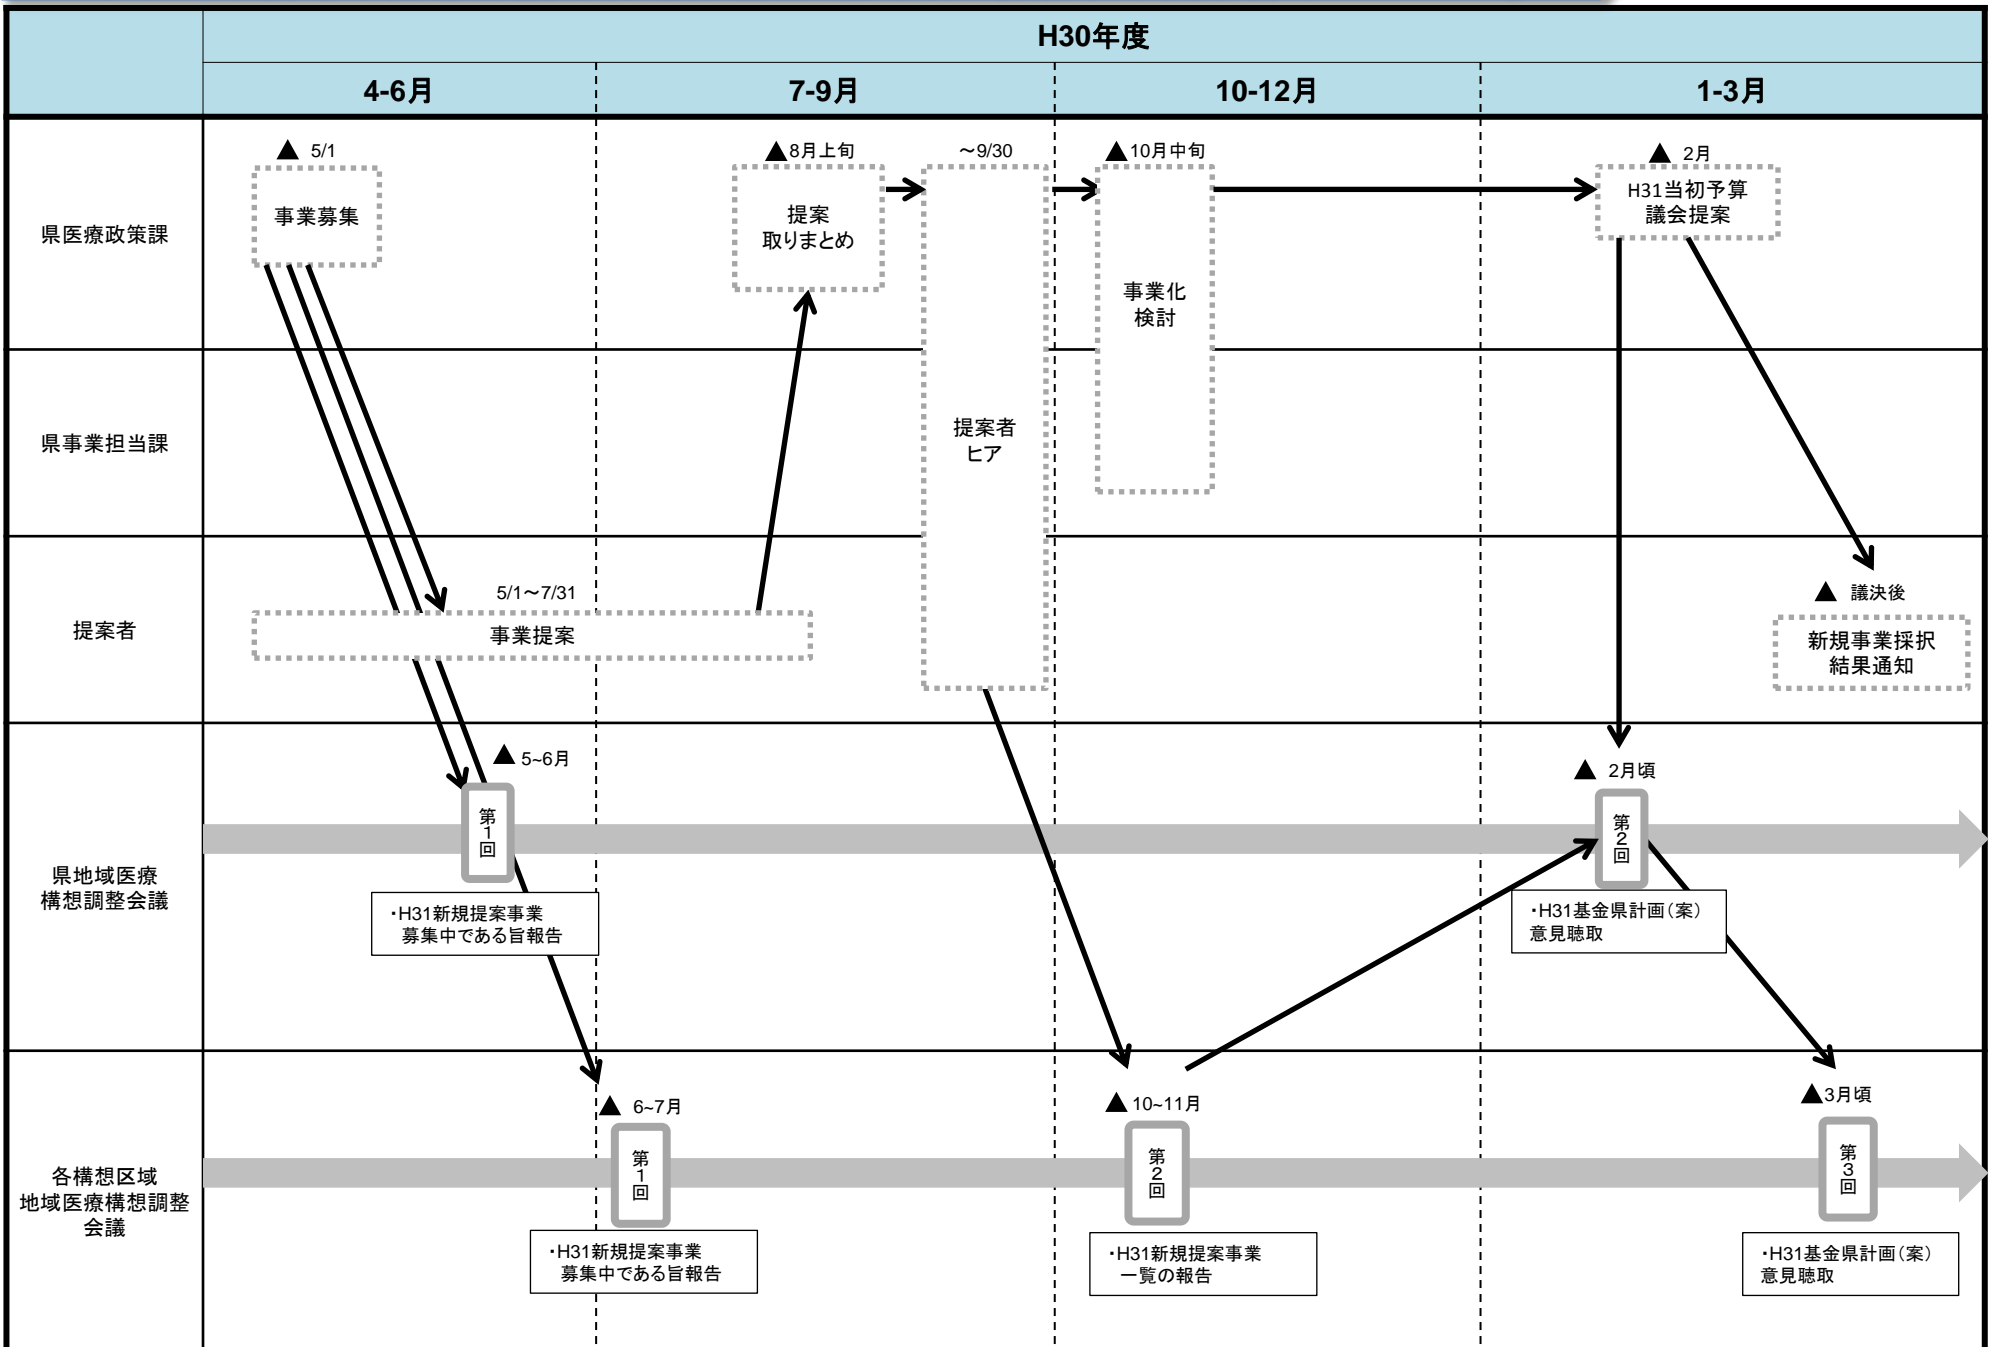 H30年度
4-6月
7-9月
10-12月
1-3月
県医療政策課
▲ 5/1
事業募集
▲8月上旬
提案
取りまとめ
～9/30
提案者
ヒア
▲10月中旬
事業化
検討
▲ 2月
H31当初予算
議会提案
県事業担当課
提案者
5/1～7/31
事業提案
▲ 議決後
新規事業採択
結果通知
県地域医療
構想調整会議
▲ 5~6月
第1回
・H31新規提案事業
募集中である旨報告
▲ 2月頃
第2回
・H31基金県計画（案）
意見聴取
各構想区域
地域医療構想調整
会議
▲ 6~7月
第1回
・H31新規提案事業
募集中である旨報告
▲ 10~11月
第2回
・H31新規提案事業
一覧の報告
▲3月頃
第3回
・H31基金県計画（案）
意見聴取